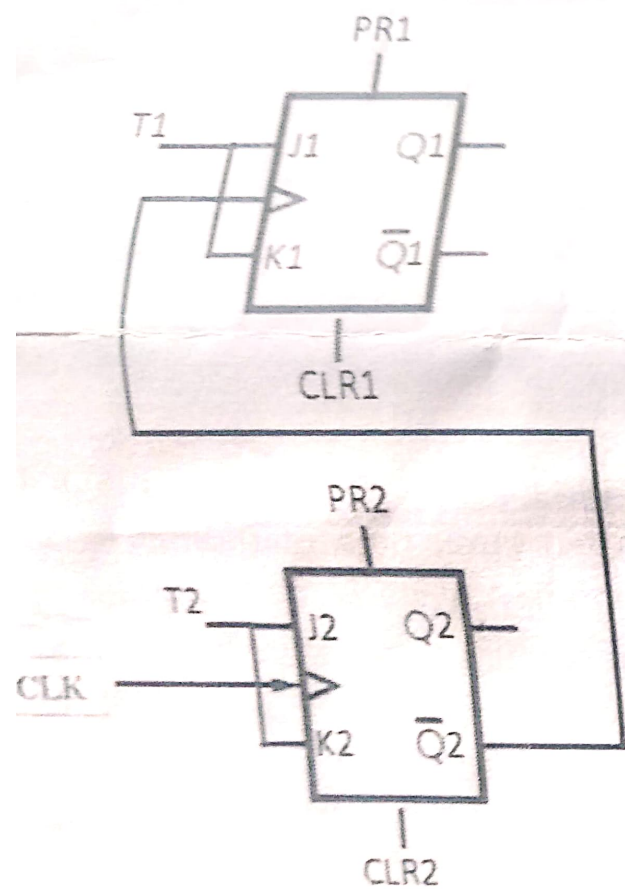 PR1
T1
J1 Q1
K1 Q̅1
CLR1
PR2
T2
J2 Q2
CLK
K2 Q̅2
CLR2